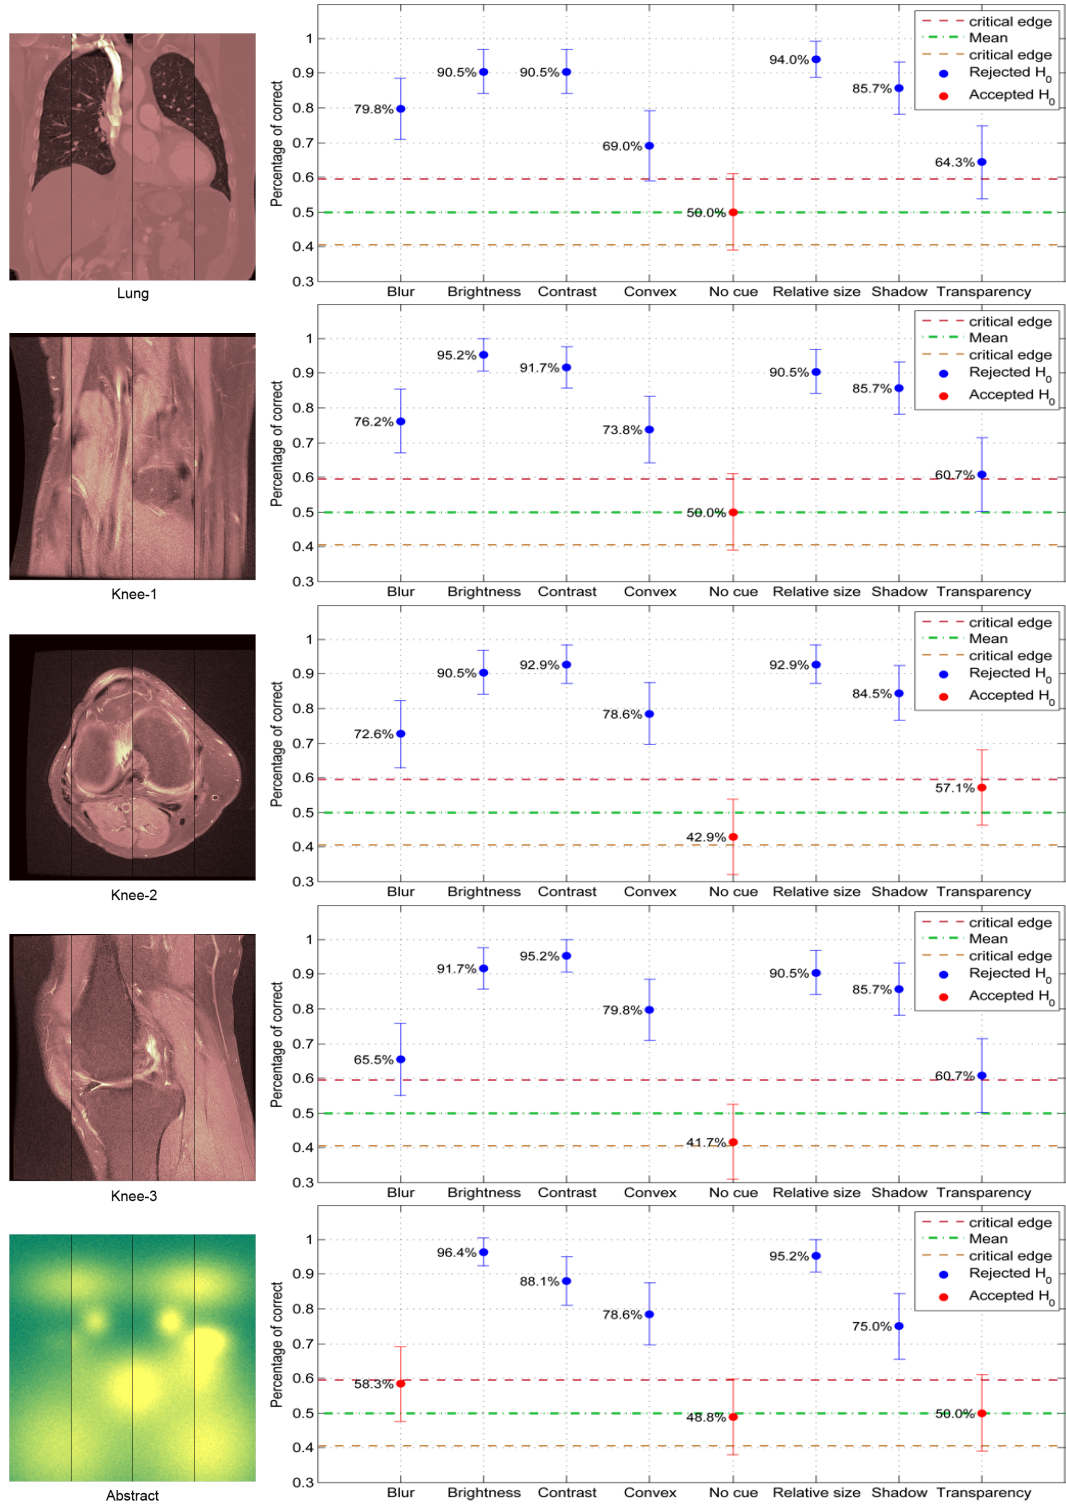 critical edge
Mean
critical edge
Rejected H0
Accepted H0
Percentage of correct
1
0.9
0.8
0.7
0.6
0.5
0.4
0.3
79.8%
90.5%
90.5%
69.0%
50.0%
94.0%
85.7%
64.3%
Blur Brightness Contrast Convex No cue Relative size Shadow Transparency
Lung
critical edge
Mean
critical edge
Rejected H0
Accepted H0
Percentage of correct
1
0.9
0.8
0.7
0.6
0.5
0.4
0.3
76.2%
95.2%
91.7%
73.8%
50.0%
90.5%
85.7%
60.7%
Blur Brightness Contrast Convex No cue Relative size Shadow Transparency
Knee-1
critical edge
Mean
critical edge
Rejected H0
Accepted H0
Percentage of correct
1
0.9
0.8
0.7
0.6
0.5
0.4
0.3
72.6%
90.5%
92.9%
78.6%
42.9%
92.9%
84.5%
57.1%
Blur Brightness Contrast Convex No cue Relative size Shadow Transparency
Knee-2
critical edge
Mean
critical edge
Rejected H0
Accepted H0
Percentage of correct
1
0.9
0.8
0.7
0.6
0.5
0.4
0.3
65.5%
91.7%
95.2%
79.8%
41.7%
90.5%
85.7%
60.7%
Blur Brightness Contrast Convex No cue Relative size Shadow Transparency
Knee-3
critical edge
Mean
critical edge
Rejected H0
Accepted H0
Percentage of correct
1
0.9
0.8
0.7
0.6
0.5
0.4
0.3
58.3%
96.4%
88.1%
78.6%
48.8%
95.2%
75.0%
50.0%
Blur Brightness Contrast Convex No cue Relative size Shadow Transparency
Abstract